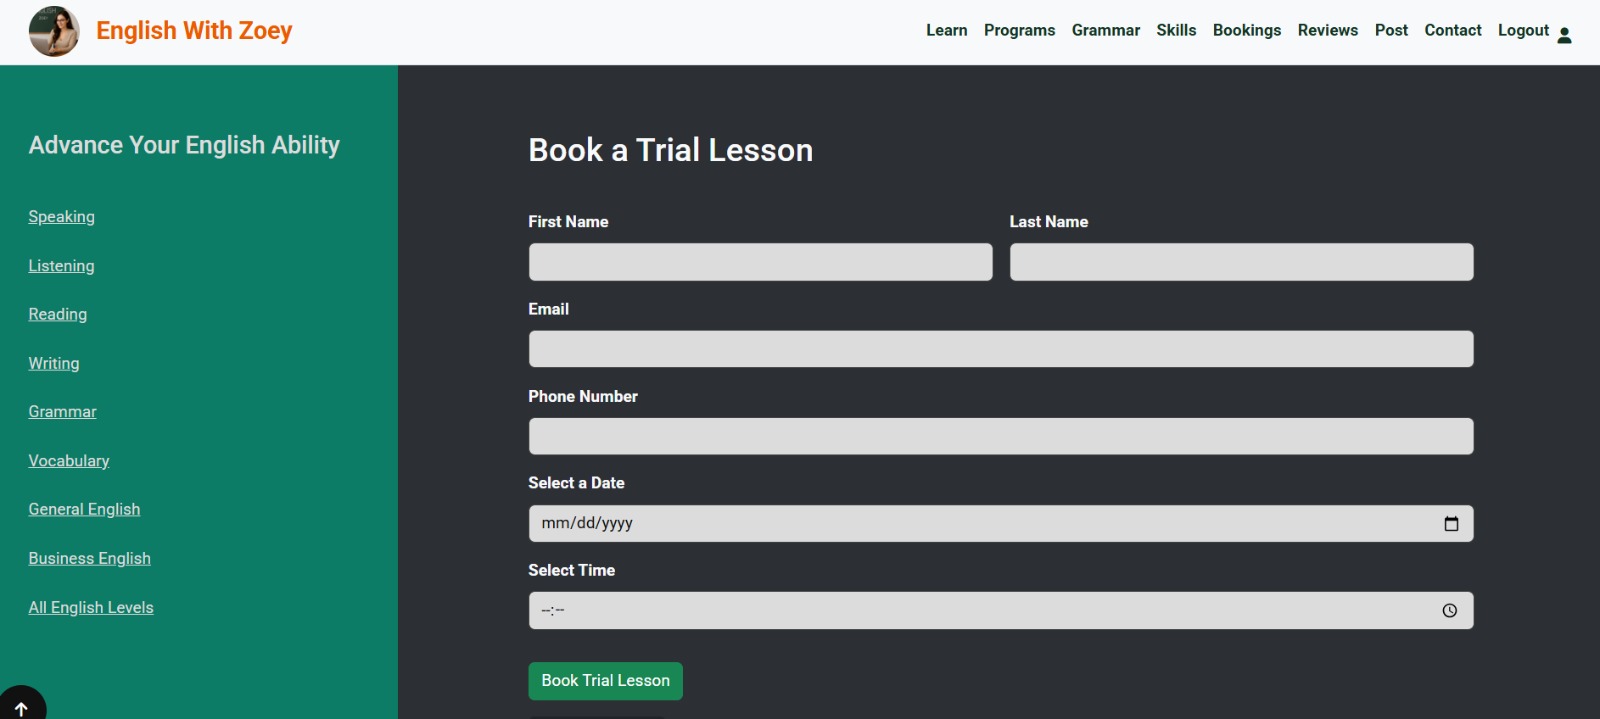 English With Zoey
Learn Programs Grammar Skills Bookings Reviews Post Contact Logout
Advance Your English Ability
Speaking
Listening
Reading
Writing
Grammar
Vocabulary
General English
Business English
All English Levels
Book a Trial Lesson
First Name Last Name
Email
Phone Number
Select a Date
mm/dd/yyyy
Select Time
--:--
Book Trial Lesson